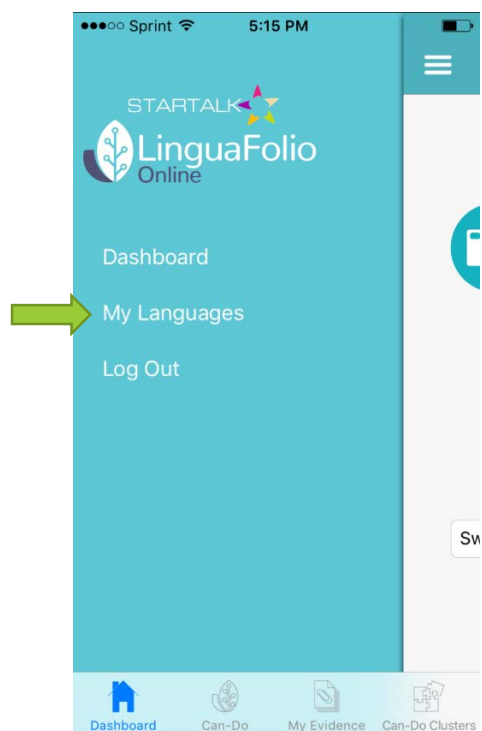 Sprint 5:15 PM
STARTALK
LinguaFolio
Online
Dashboard
My Languages
Log Out
Sw
Dashboard Can-Do My Evidence Can-Do Clusters